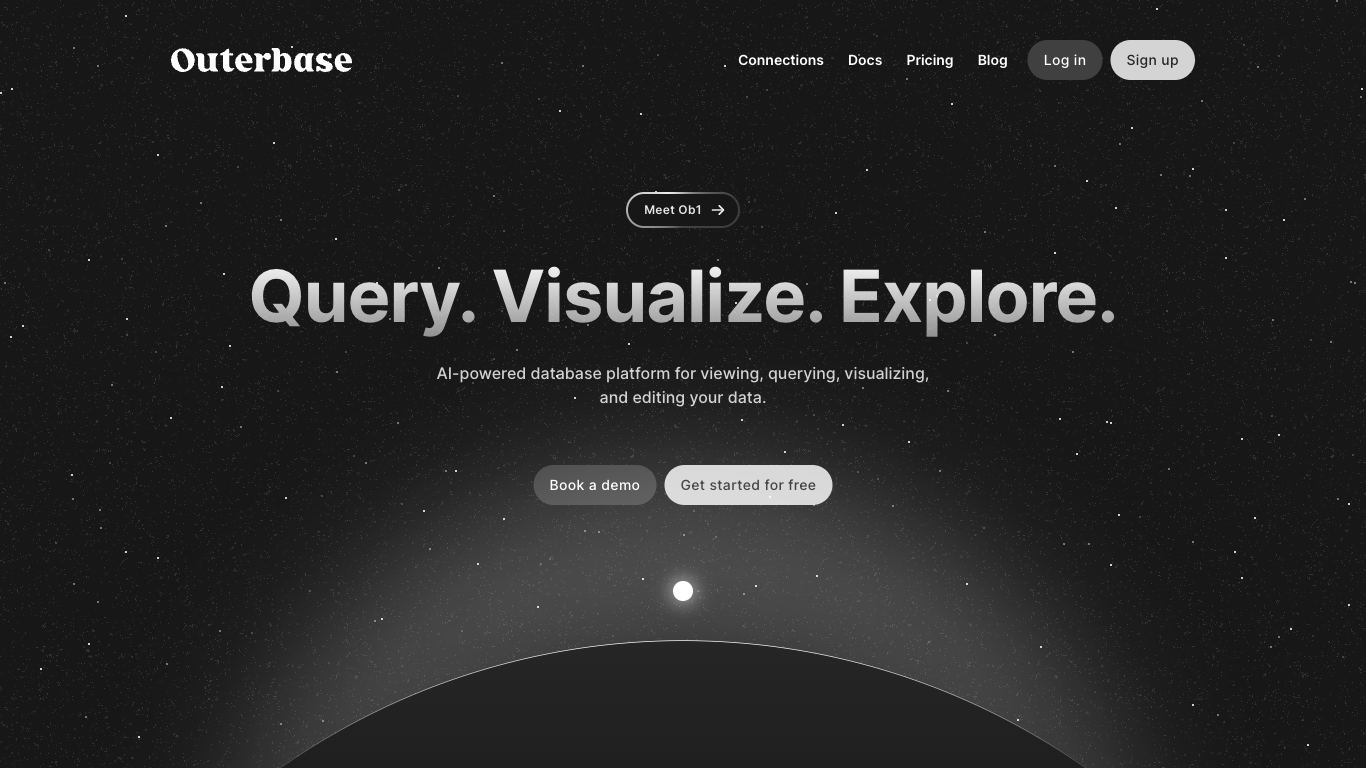 Outerbase
Connections
Docs
Pricing
Blog
Log in
Sign up
Meet Ob1 →
Query. Visualize. Explore.
AI-powered database platform for viewing, querying, visualizing,
and editing your data.
Book a demo
Get started for free